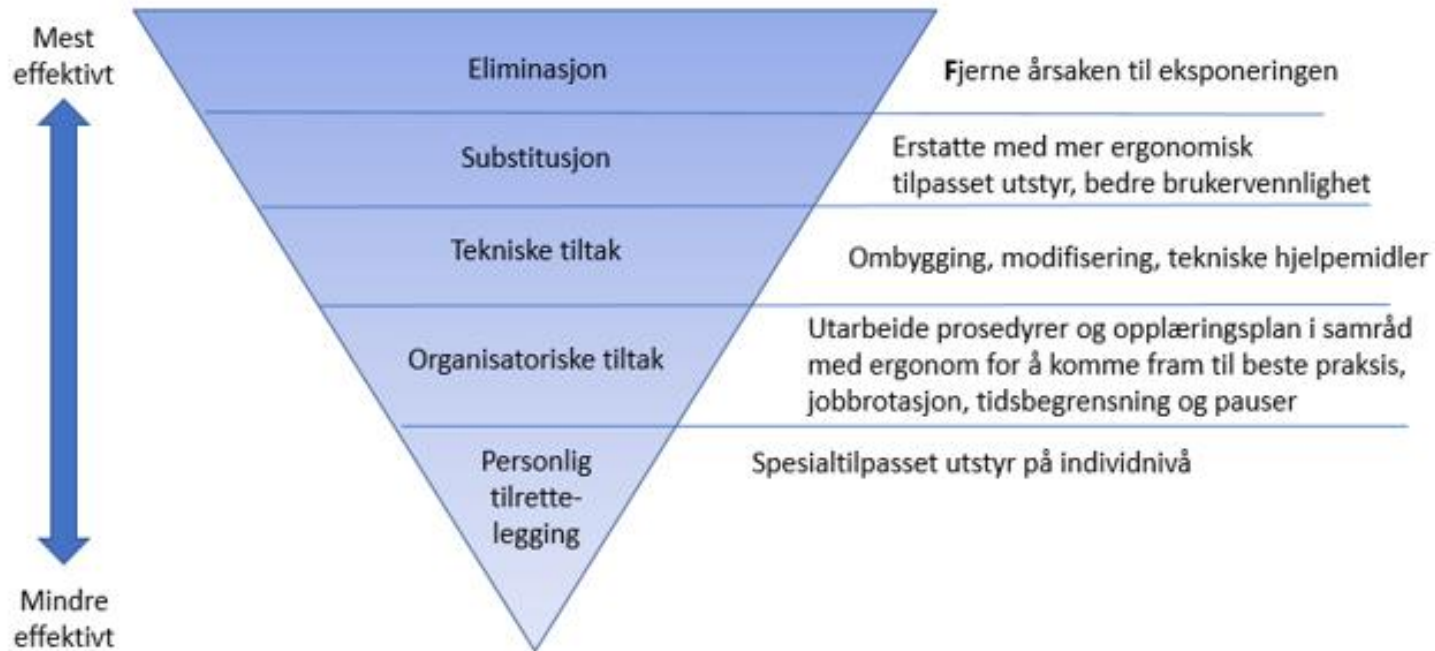 Mest
effektivt
Eliminasjon
Fjerne årsaken til eksponeringen
Substitusjon
Erstatte med mer ergonomisk
tilpasset utstyr, bedre brukervennlighet
Tekniske tiltak
Ombygging, modifisering, tekniske hjelpemidler
Organisatoriske tiltak
Utarbeide prosedyrer og opplæringsplan i samråd
med ergonom for å komme fram til beste praksis,
jobbrotasjon, tidsbegrensning og pauser
Personlig
tilrette-
legging
Spesialtilpasset utstyr på individnivå
Mindre
effektivt